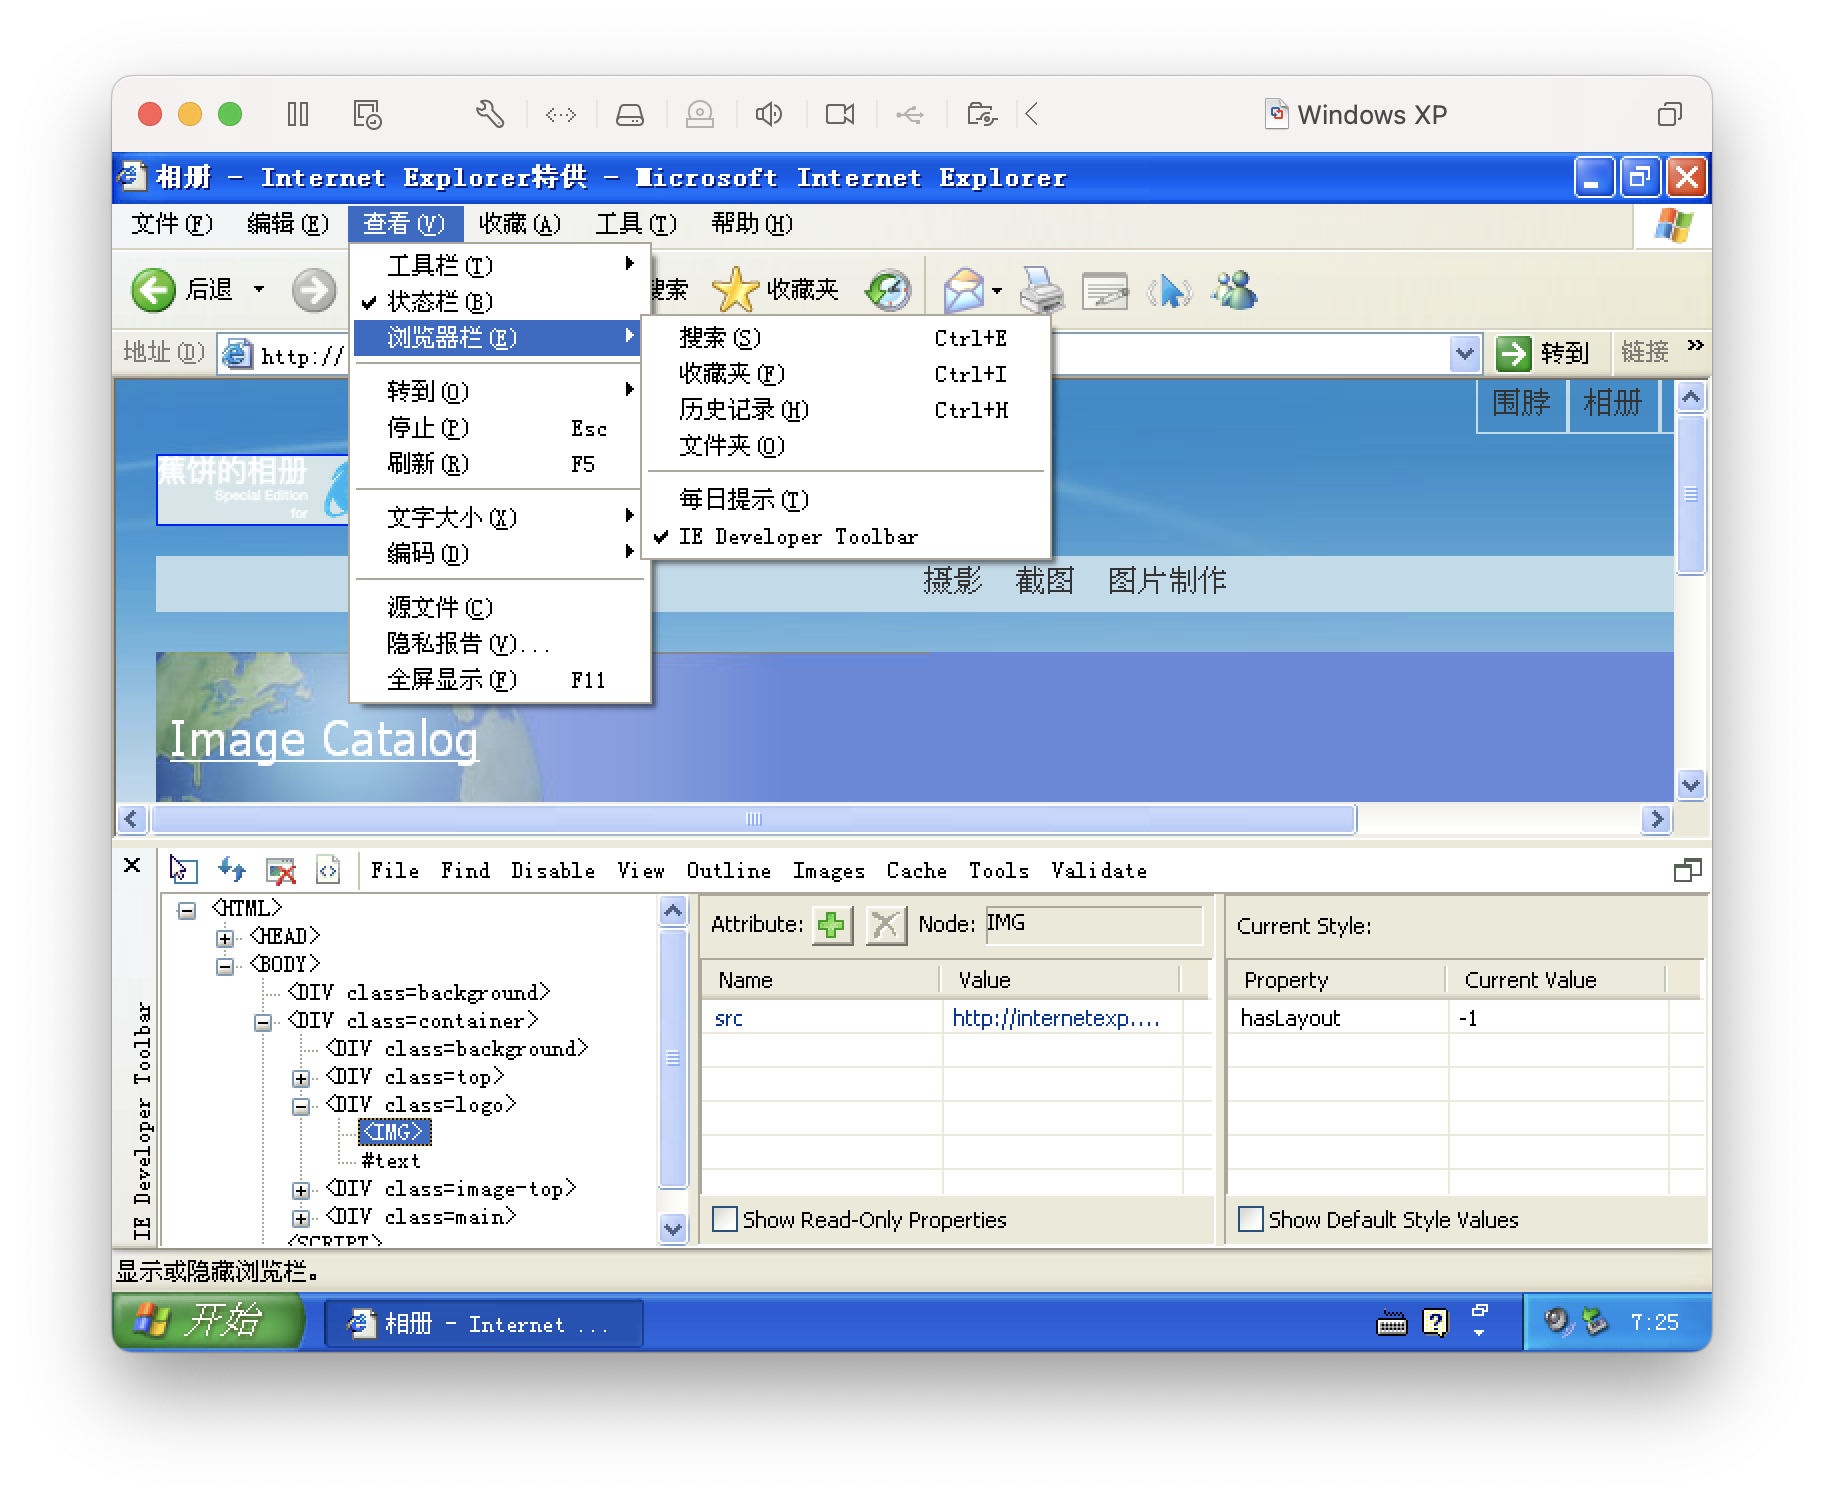 Windows XP
相册 - Internet Explorer特供 - Microsoft Internet Explorer
文件(F) 编辑(E) 查看(V) 收藏(A) 工具(T) 帮助(H)
后退 搜索 收藏夹
地址(D) http:// 转到 链接 »
工具栏(T)
状态栏(B)
浏览器栏(E)
转到(O)
停止(P) Esc
刷新(R) F5
文字大小(X)
编码(D)
源文件(C)
隐私报告(V)...
全屏显示(F) F11
搜索(S) Ctrl+E
收藏夹(F) Ctrl+I
历史记录(H) Ctrl+H
文件夹(O)
每日提示(T)
IE Developer Toolbar
围脖 相册
蕉饼的相册
Special Edition
for
摄影 截图 图片制作
Image Catalog
File Find Disable View Outline Images Cache Tools Validate
IE Developer Toolbar
<HTML>
<HEAD>
<BODY>
<DIV class=background>
<DIV class=container>
<DIV class=background>
<DIV class=top>
<DIV class=logo>
<IMG>
#text
<DIV class=image-top>
<DIV class=main>
<SCRIPT>
Attribute: Node: IMG
Name Value
src http://internetexp....
Show Read-Only Properties
Current Style:
Property Current Value
hasLayout -1
Show Default Style Values
显示或隐藏浏览栏。
开始 相册 - Internet ... 7:25